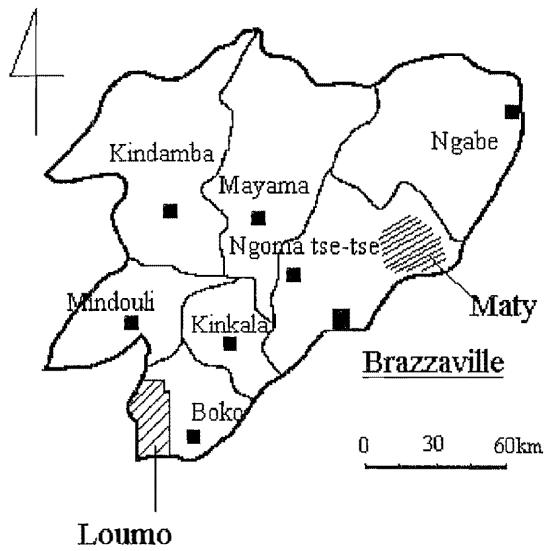 Ngabe
Kindamba
Mayama
Ngoma tse-tse
Mindouli
Maty
Kinkala
Brazzaville
Boko
0 30 60km
Loumo